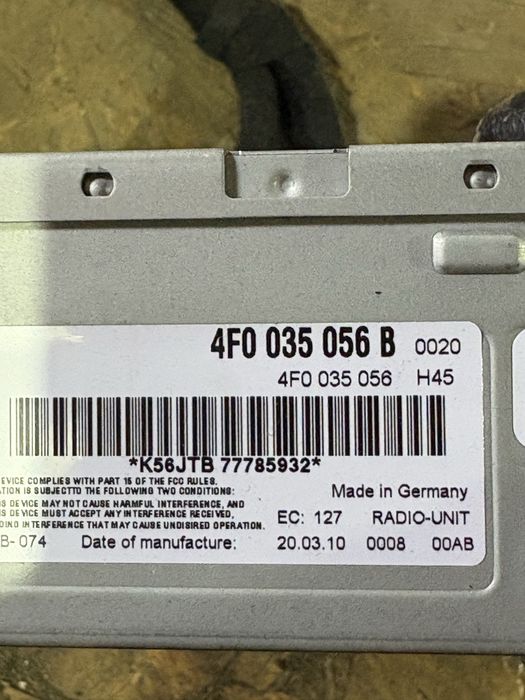 4F0 035 056 B 0020
4F0 035 056 H45
*K56JTB 77785932*
EVICE COMPLIES WITH PART 15 OF THE FCC RULES.
TION IS SUBJECTTD THE FOLLOWING TWO CONDITIONS:
S DEVICE MAY NOT CAUSE HARMFUL INTERFERENCE, AND
S DEVICE MUST ACCEPT ANY INTERFERENCE RECEIVED,
DING INTERFERENCE THAT MAY CAUSE UNDISIRED OPERATION.
Made in Germany
EC: 127 RADIO-UNIT
B-074 Date of manufacture: 20.03.10 0008 00AB